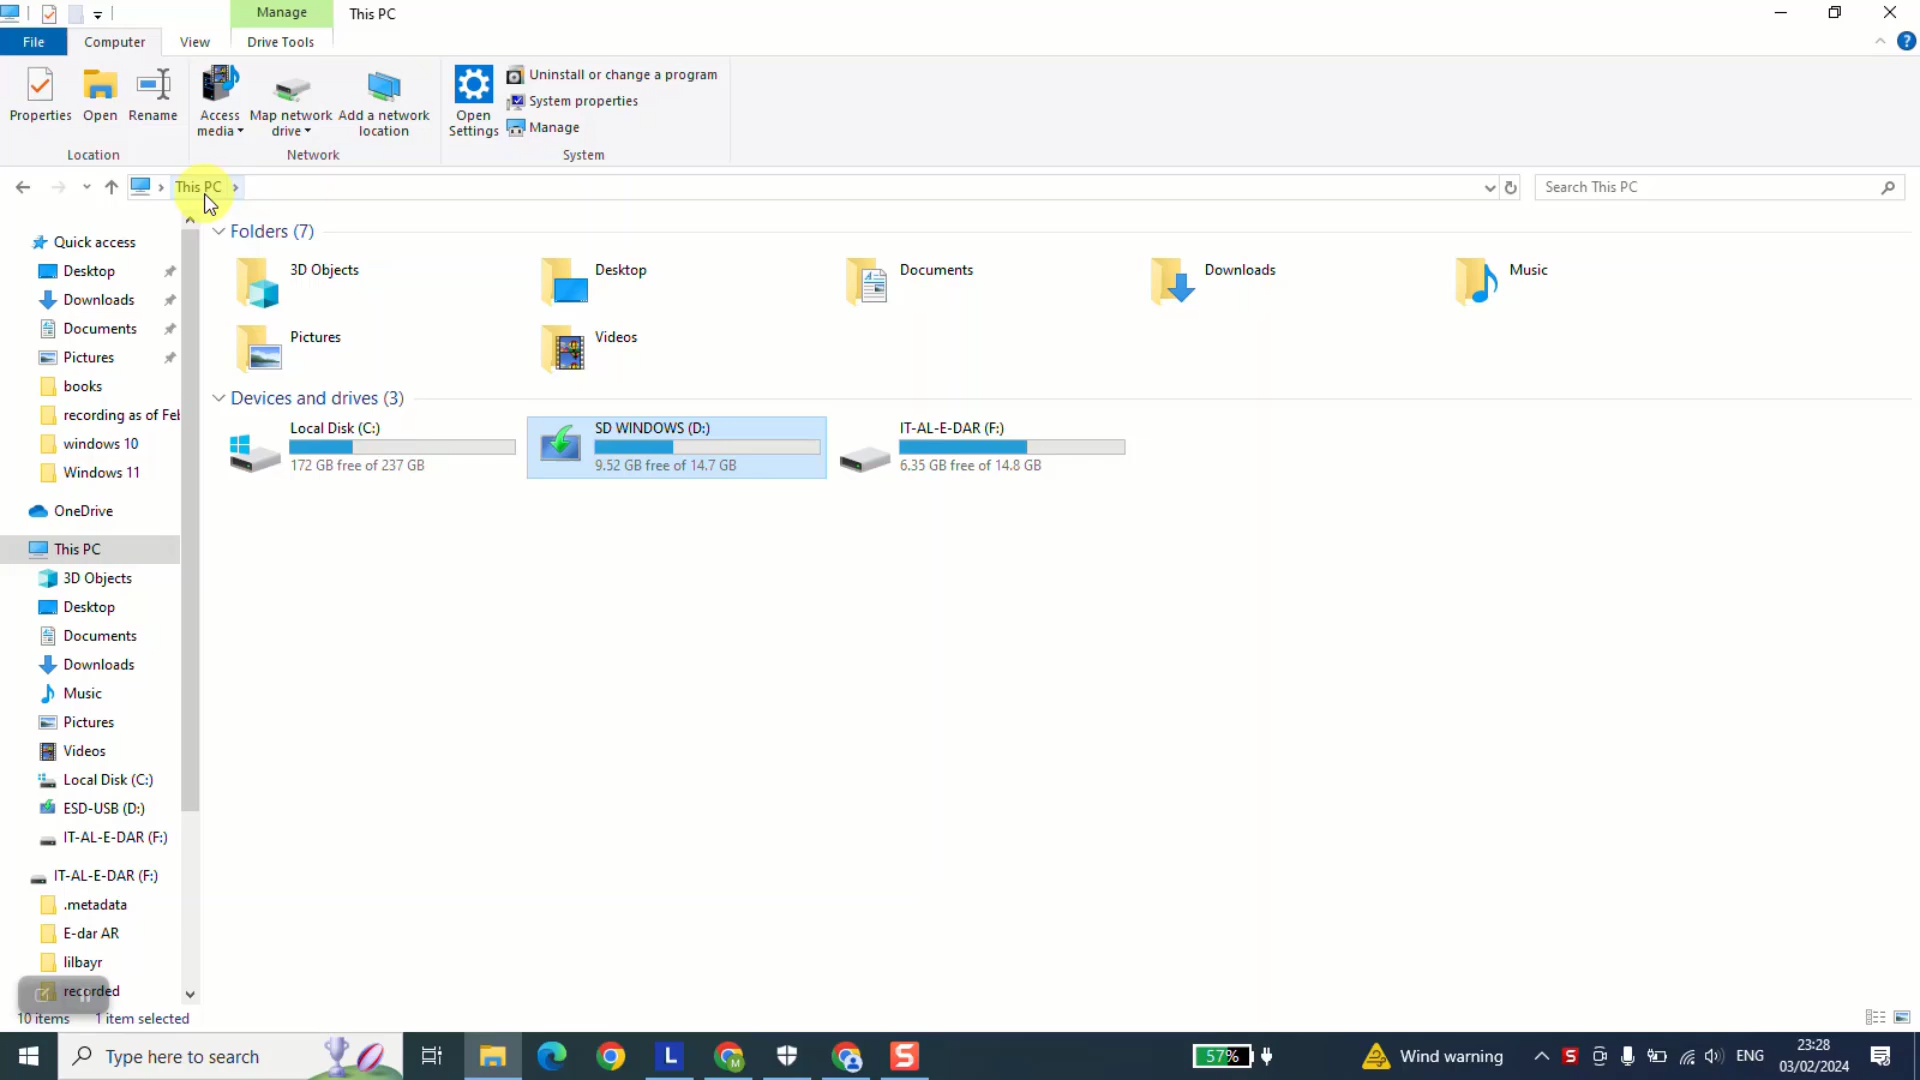 Manage
This PC
File
Computer
View
Drive Tools
Properties
Open
Rename
Access media
Map network drive
Add a network location
Open Settings
Uninstall or change a program
System properties
Manage
Location
Network
System
This PC
Search This PC
Quick access
Desktop
Downloads
Documents
Pictures
books
recording as of Feb
windows 10
Windows 11
OneDrive
This PC
3D Objects
Desktop
Documents
Downloads
Music
Pictures
Videos
Local Disk (C:)
ESD-USB (D:)
IT-AL-E-DAR (F:)
IT-AL-E-DAR (F:)
.metadata
E-dar AR
lilbayr
recorded
Folders (7)
3D Objects
Desktop
Documents
Downloads
Music
Pictures
Videos
Devices and drives (3)
Local Disk (C:)
172 GB free of 237 GB
SD WINDOWS (D:)
9.52 GB free of 14.7 GB
IT-AL-E-DAR (F:)
6.35 GB free of 14.8 GB
10 items
1 item selected
Type here to search
L
M
S
57%
Wind warning
S
ENG
23:28
03/02/2024